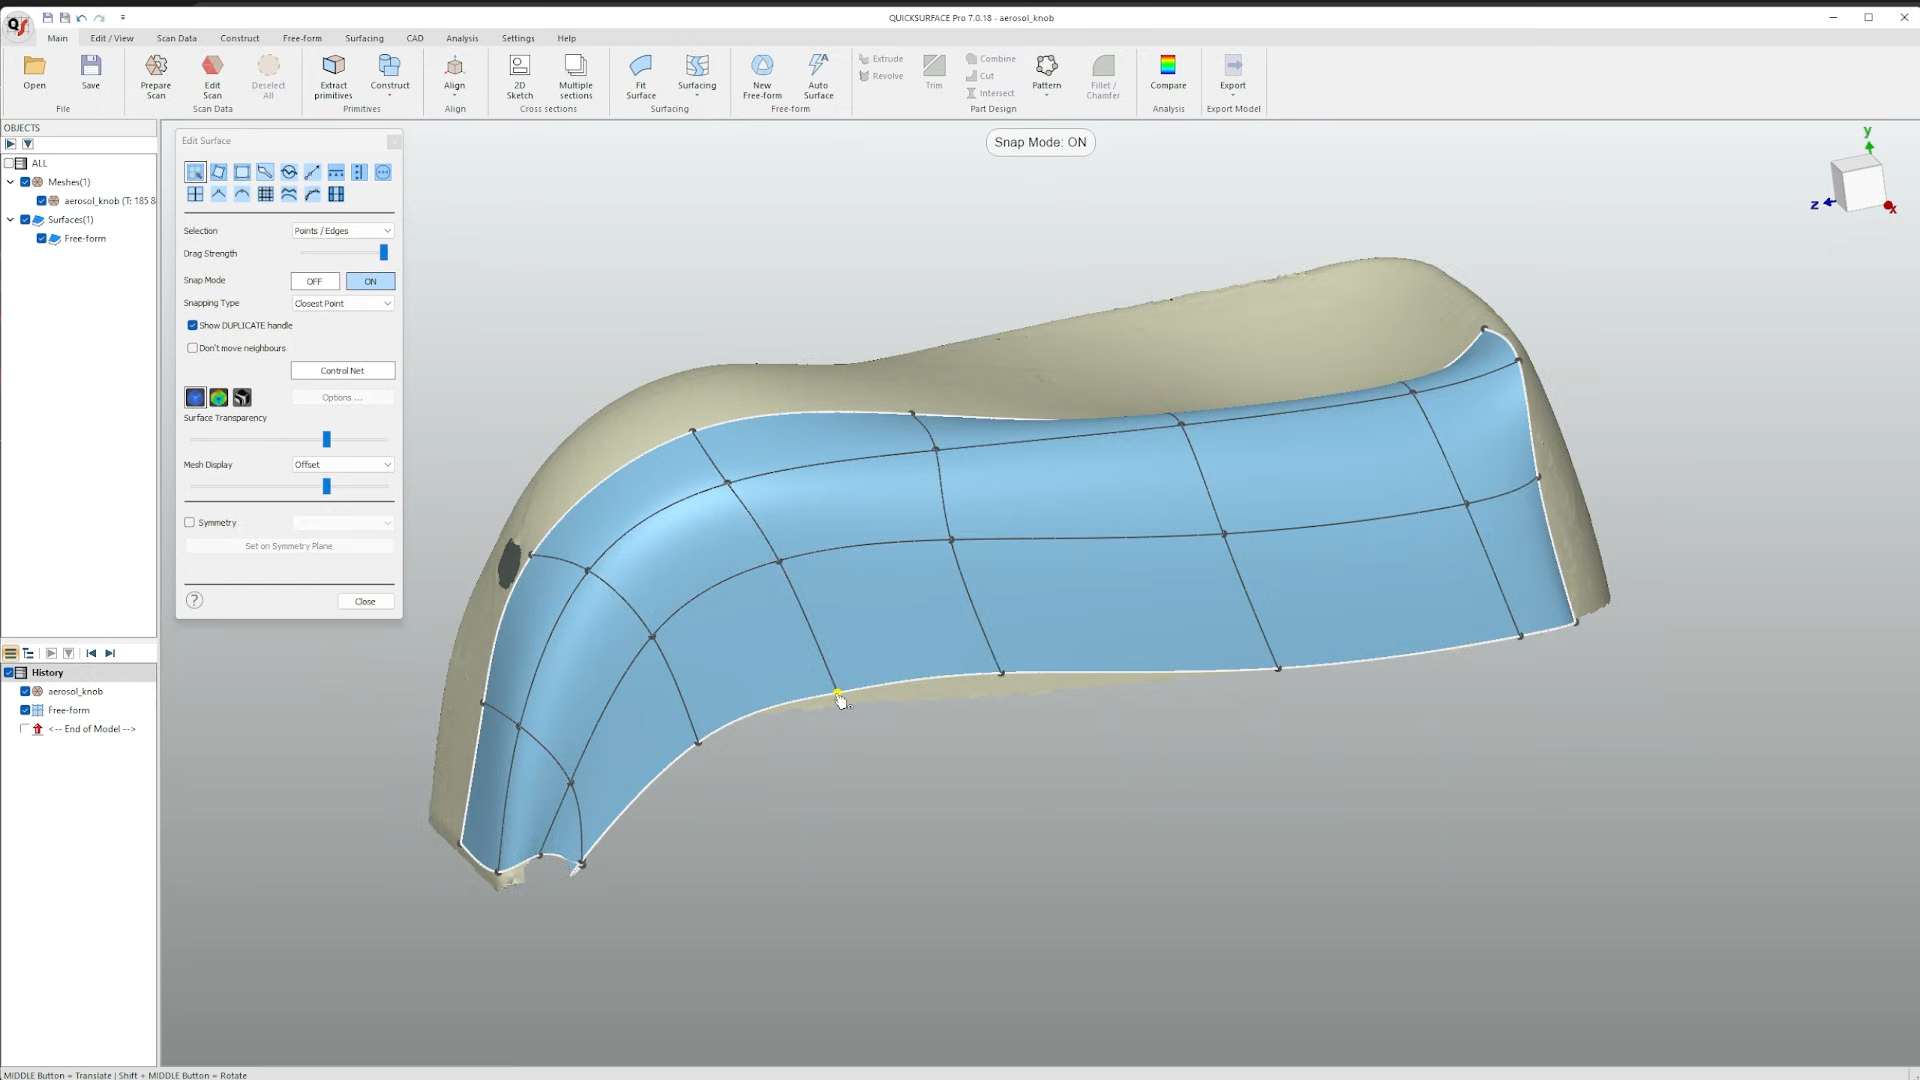 QUICKSURFACE Pro 7.0.18 - aerosol_knob
QS
Main Edit / View Scan Data Construct Free-form Surfacing CAD Analysis Settings Help
Open
Save
File
Prepare Scan
Edit Scan
Deselect All
Scan Data
Extract primitives
Construct
Primitives
Align
Align
2D Sketch
Multiple sections
Cross sections
Fit Surface
Surfacing
Surfacing
New Free-form
Auto Surface
Free-form
Extrude
Revolve
Trim
Combine
Cut
Intersect
Pattern
Fillet / Chamfer
Part Design
Compare
Analysis
Export
Export Model
OBJECTS
ALL
Meshes(1)
aerosol_knob (T: 185 8
Surfaces(1)
Free-form
Edit Surface
Selection Points / Edges
Drag Strength
Snap Mode OFF ON
Snapping Type Closest Point
Show DUPLICATE handle
Don't move neighbours
Control Net
Options ...
Surface Transparency
Mesh Display Offset
Symmetry
Set on Symmetry Plane
? Close
Snap Mode: ON
y
z
x
History
aerosol_knob
Free-form
<-- End of Model -->
MIDDLE Button = Translate | Shift + MIDDLE Button = Rotate